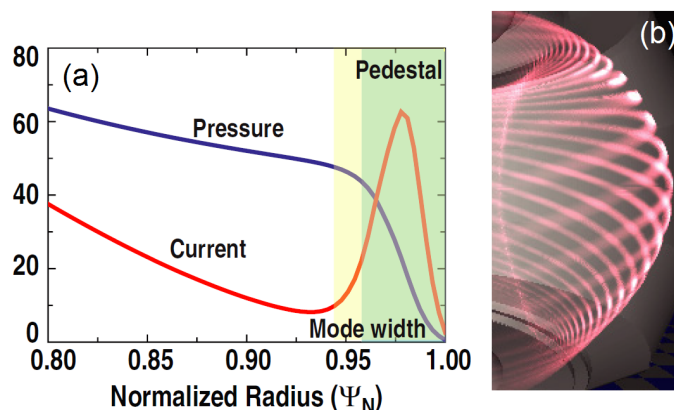 80
60
40
20
0
(a)
Pedestal
Pressure
Current
Mode width
0.80
0.85
0.90
0.95
1.00
Normalized Radius (Ψ_N)
(b)